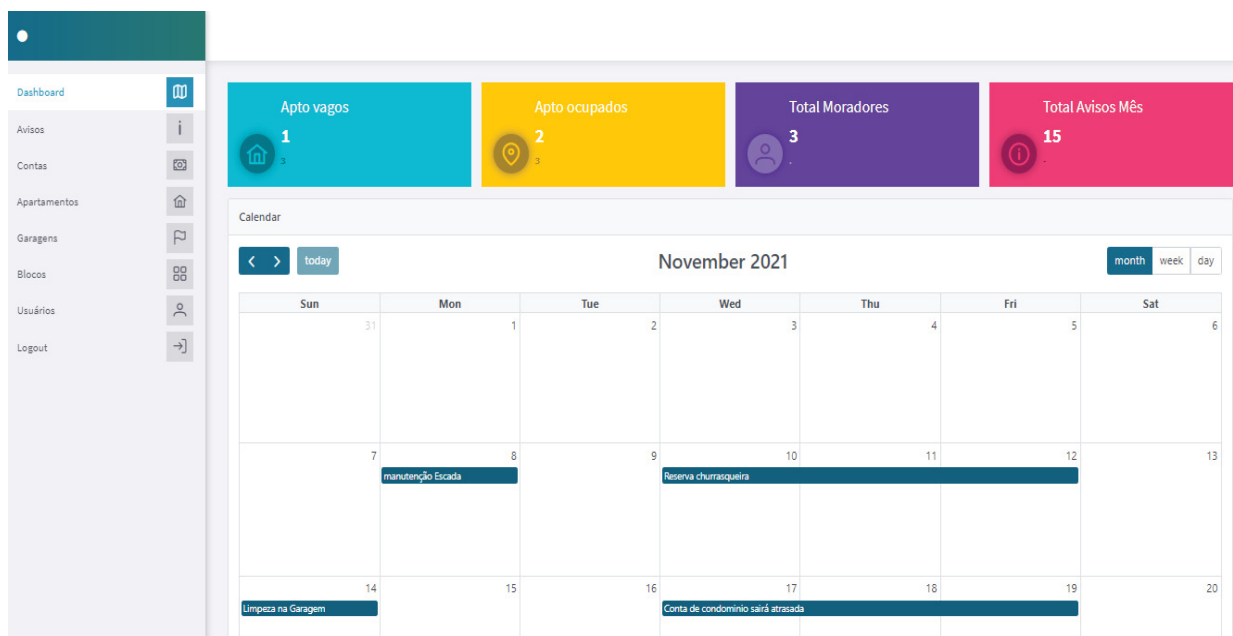 Dashboard
Avisos
Contas
Apartamentos
Garagens
Blocos
Usuários
Logout
Apto vagos
1
3
Apto ocupados
2
3
Total Moradores
3
.
Total Avisos Mês
15
.
Calendar
today
November 2021
month week day
Sun Mon Tue Wed Thu Fri Sat
31 1 2 3 4 5 6
7 8 9 10 11 12 13
manutenção Escada Reserva churrasqueira
14 15 16 17 18 19 20
Limpeza na Garagem Conta de condominio sairá atrasada